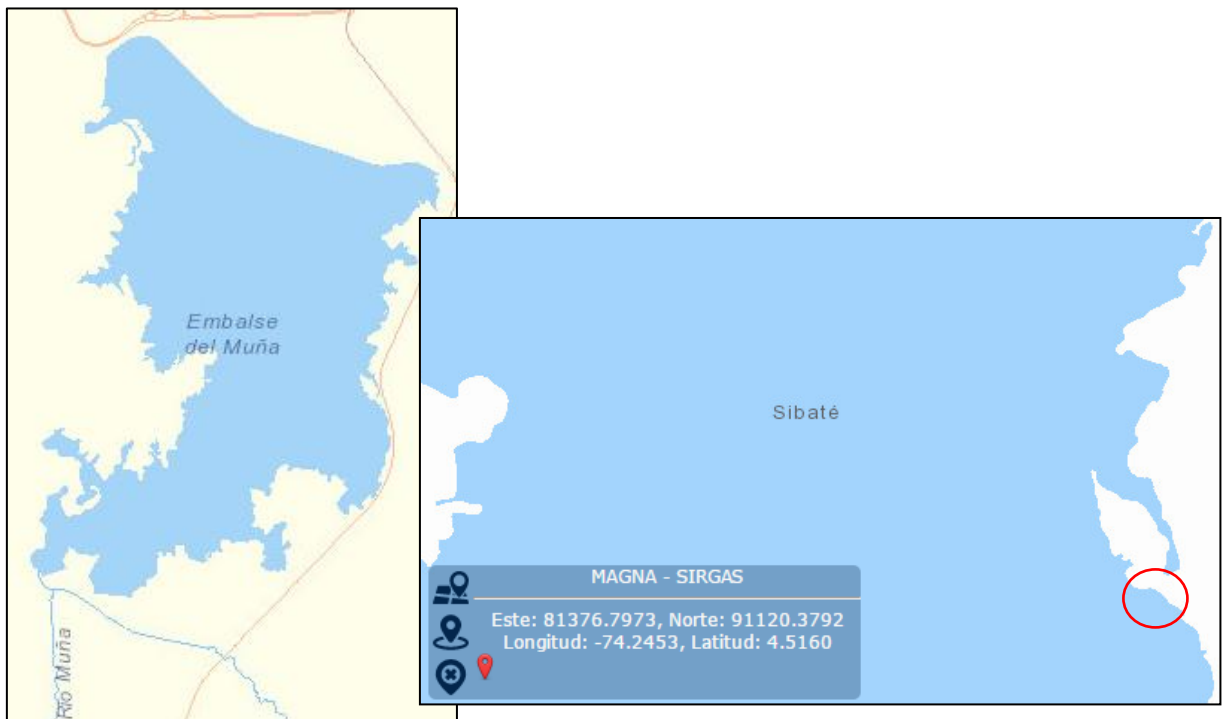 Embalse
del Muña
Río Muña
Sibaté
MAGNA - SIRGAS
Este: 81376.7973, Norte: 91120.3792
Longitud: -74.2453, Latitud: 4.5160